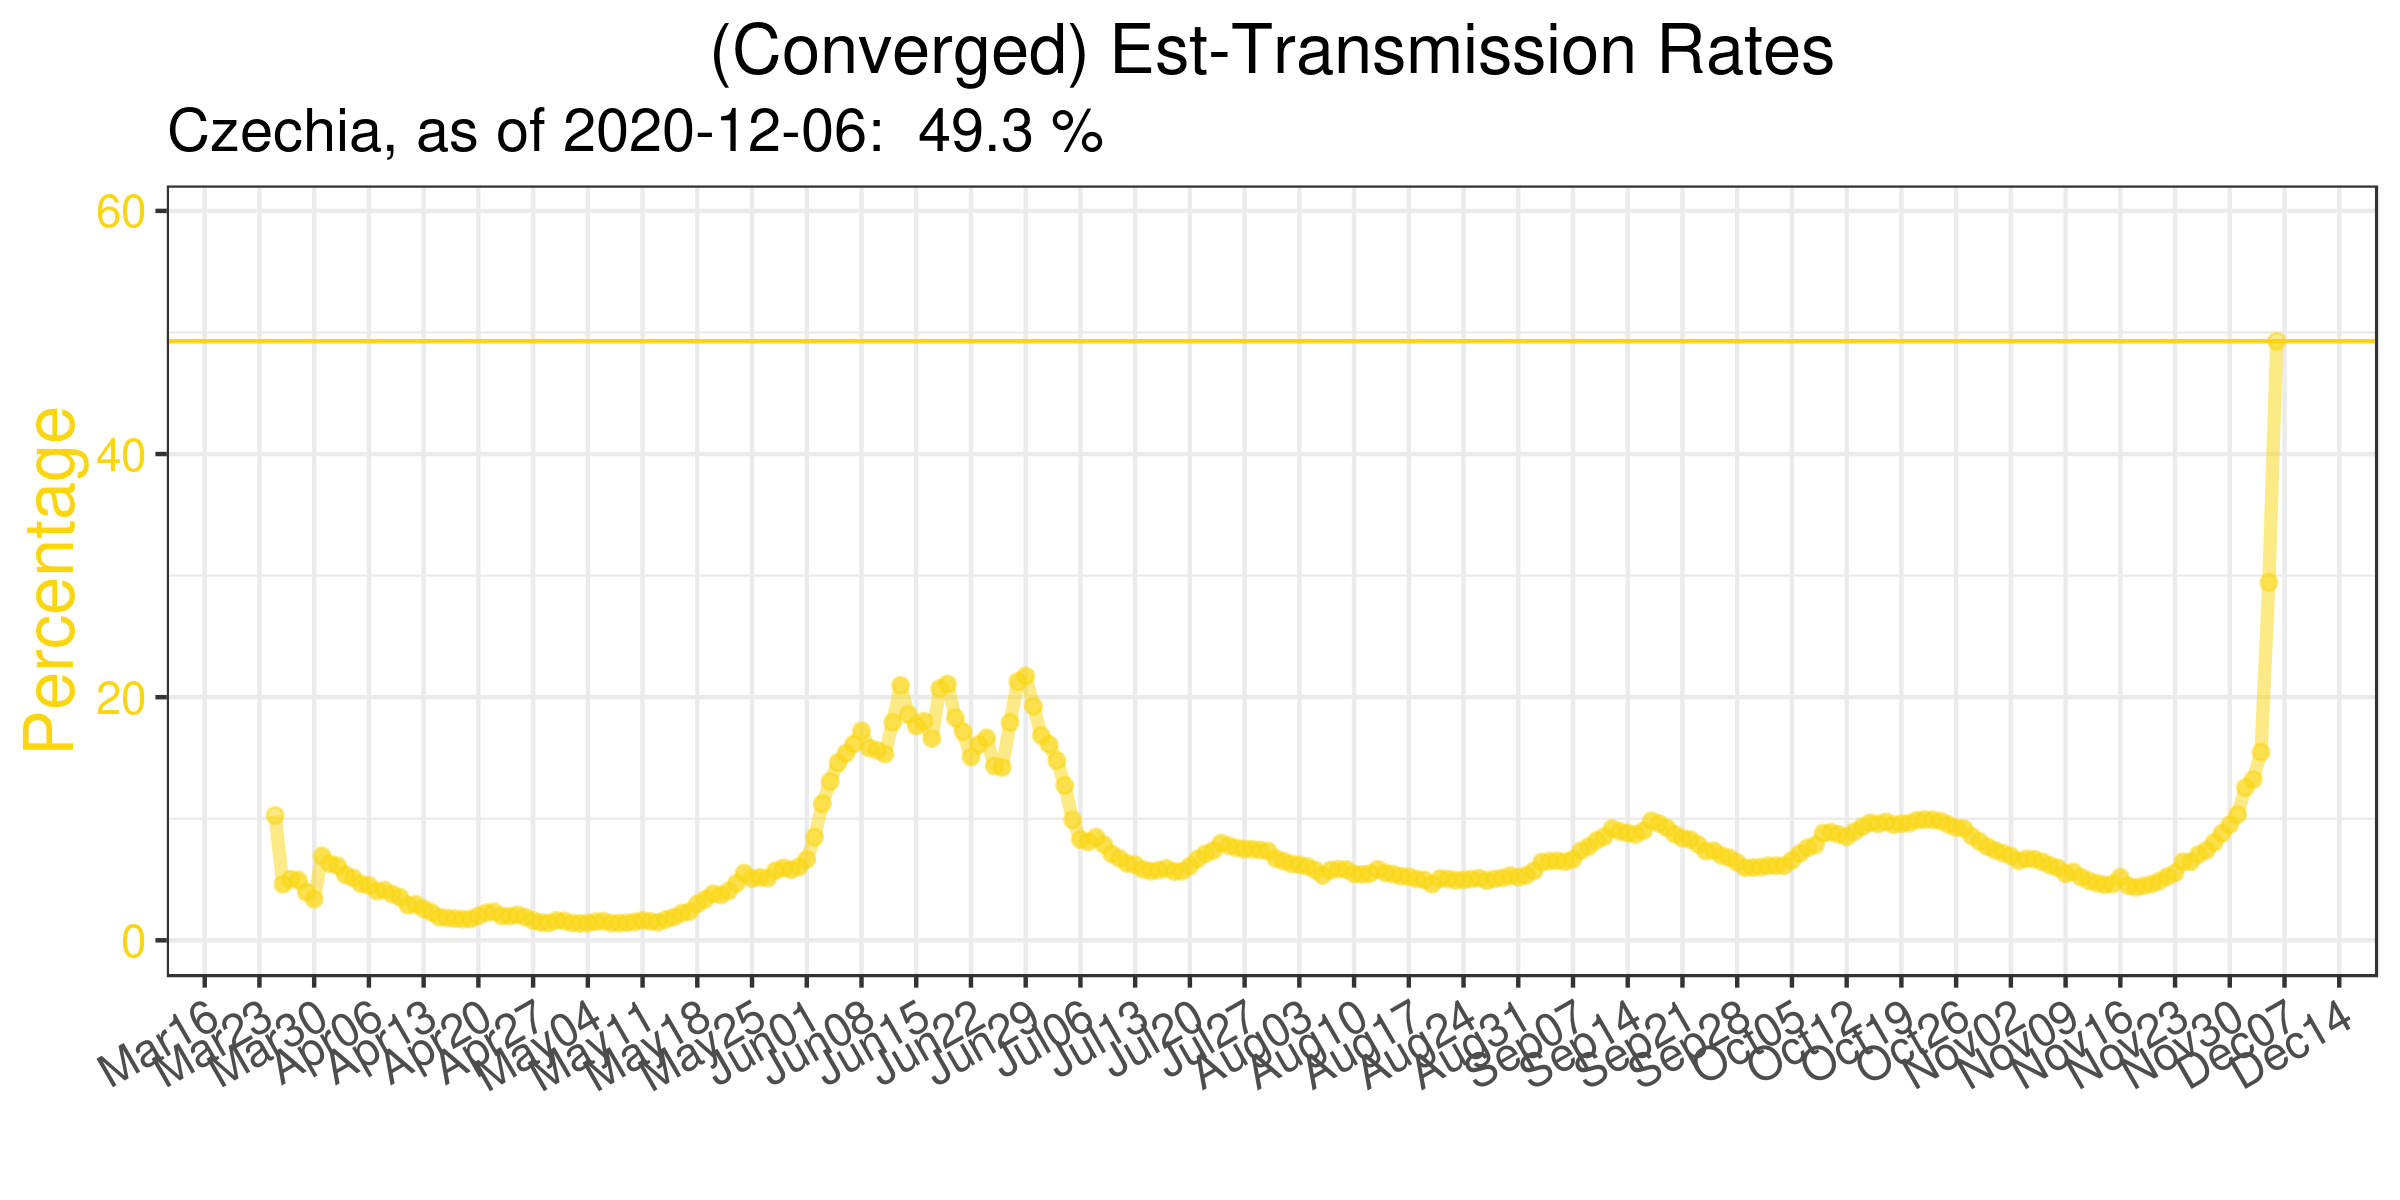 (Converged) Est-Transmission Rates
Czechia, as of 2020-12-06:  49.3 %
Percentage
60
40
20
0
Mar16
Mar23
Mar30
Apr06
Apr13
Apr20
Apr27
May04
May11
May18
May25
Jun01
Jun08
Jun15
Jun22
Jun29
Jul06
Jul13
Jul20
Jul27
Aug03
Aug10
Aug17
Aug24
Aug31
Sep07
Sep14
Sep21
Sep28
Oct05
Oct12
Oct19
Oct26
Nov02
Nov09
Nov16
Nov23
Nov30
Dec07
Dec14